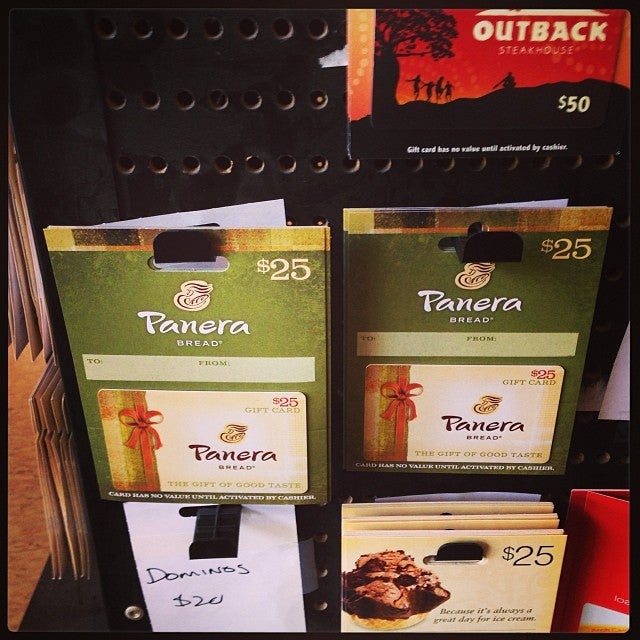 OUTBACK
STEAKHOUSE
$50
Gift card has no value until activated by cashier.
$25
Panera
BREAD®
TO: FROM:
$25
GIFT CARD
Panera
BREAD®
THE GIFT OF GOOD TASTE
CARD HAS NO VALUE UNTIL ACTIVATED BY CASHIER.
$25
Panera
BREAD®
TO: FROM:
$25
GIFT CARD
Panera
BREAD®
THE GIFT OF GOOD TASTE
CARD HAS NO VALUE UNTIL ACTIVATED BY CASHIER.
DOMINOS
$20
$25
Because it's always a
great day for ice cream.